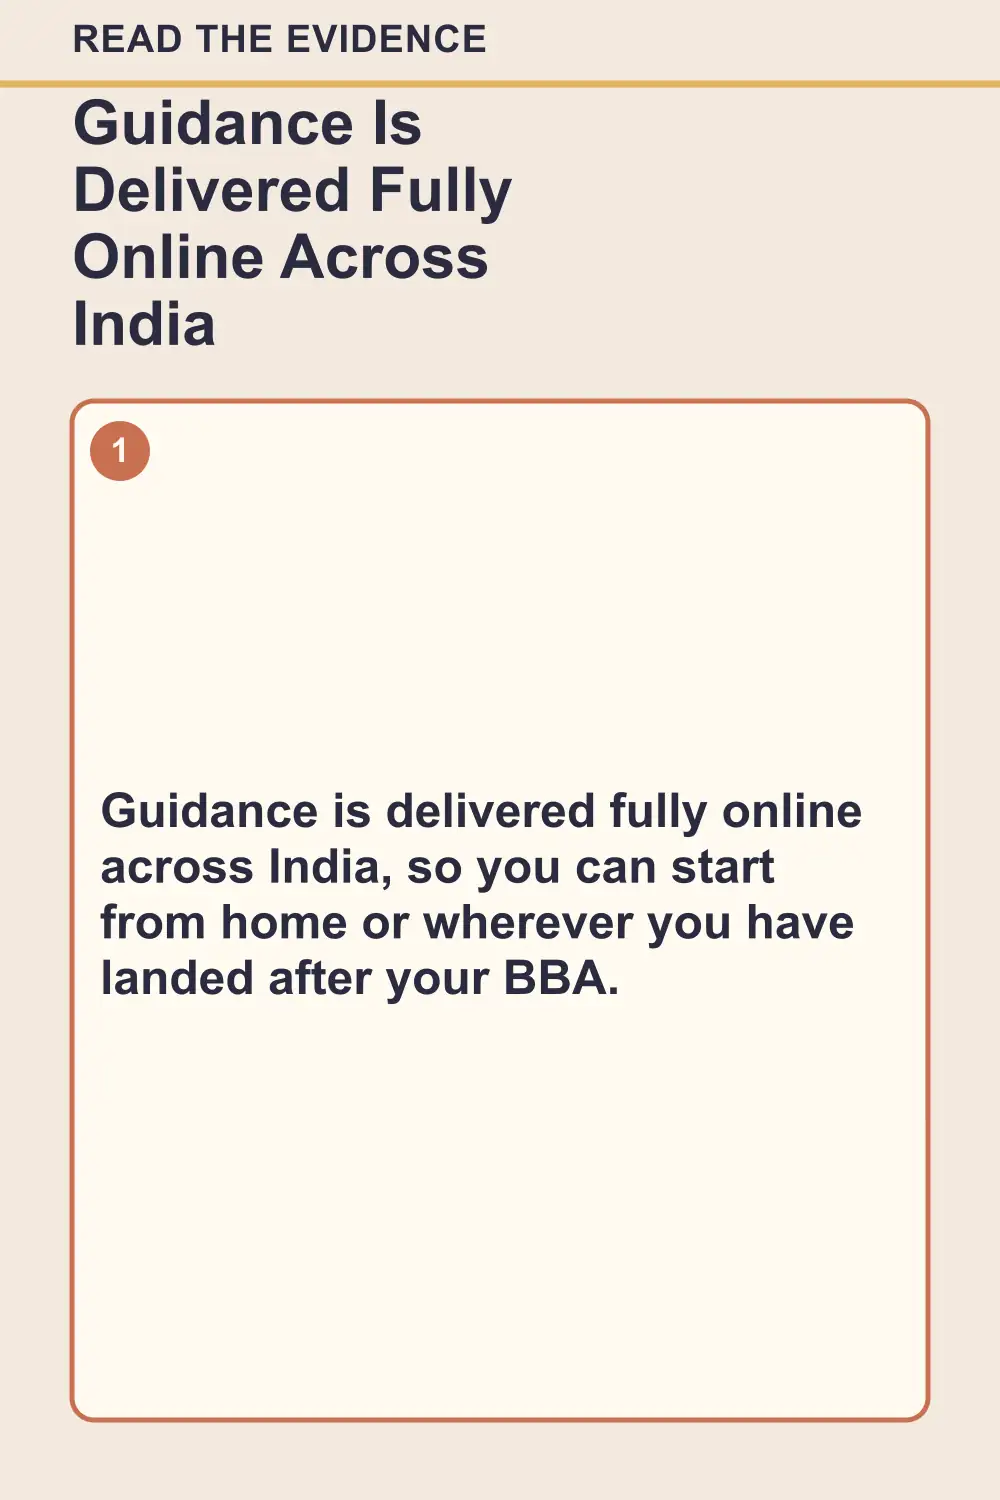 READ THE EVIDENCE
Guidance Is
Delivered Fully
Online Across
India
1
Guidance is delivered fully online
across India, so you can start
from home or wherever you have
landed after your BBA.